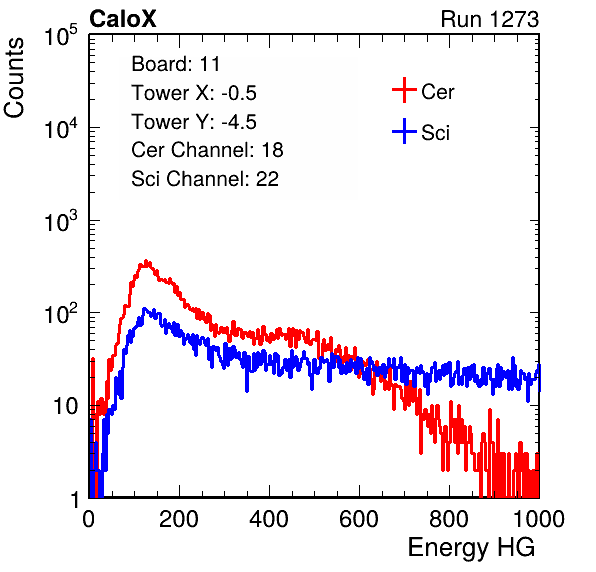 CaloX Run 1273
Counts
10^5
10^4
10^3
10^2
10
1
Board: 11
Tower X: -0.5
Tower Y: -4.5
Cer Channel: 18
Sci Channel: 22
Cer
Sci
0 200 400 600 800 1000
Energy HG